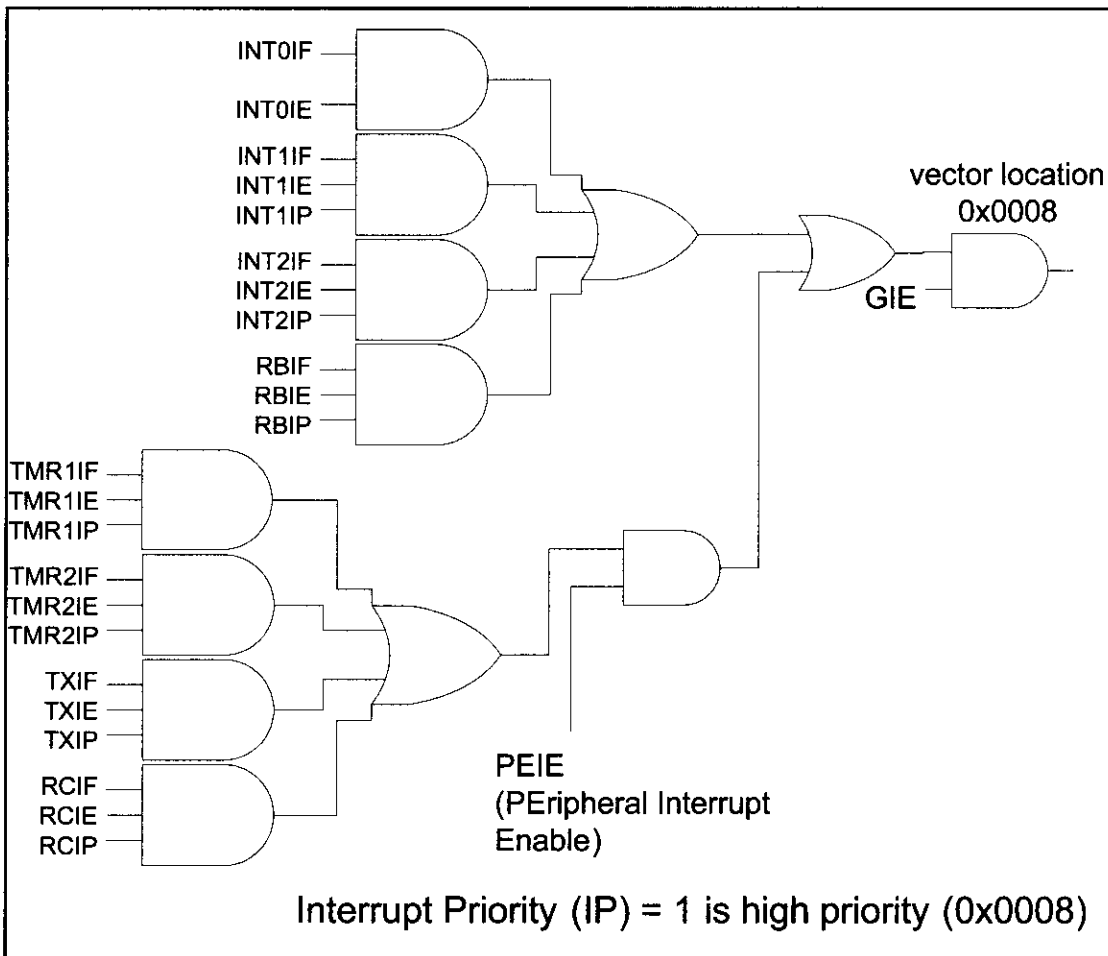 INT0IF
INT0IE
INT1IF
INT1IE
INT1IP
INT2IF
INT2IE
INT2IP
RBIF
RBIE
RBIP
vector location
0x0008
GIE
TMR1IF
TMR1IE
TMR1IP
TMR2IF
TMR2IE
TMR2IP
TXIF
TXIE
TXIP
RCIF
RCIE
RCIP
PEIE
(PEripheral Interrupt
Enable)
Interrupt Priority (IP) = 1 is high priority (0x0008)